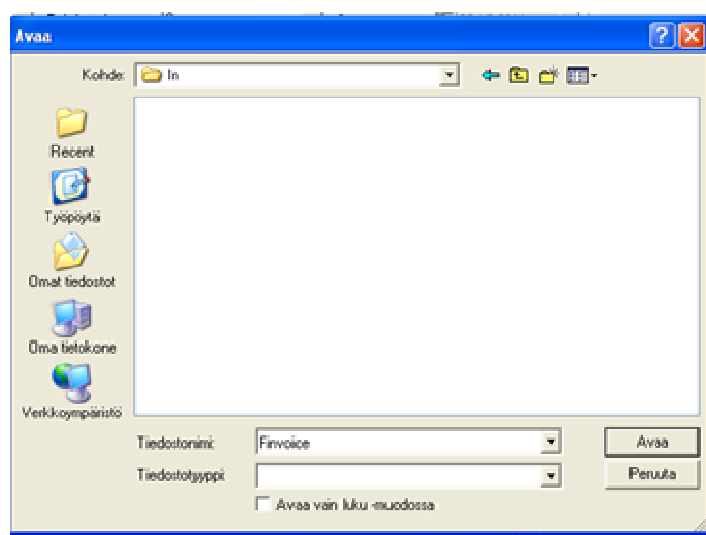 Avaa
Kohde: In
Recent
Työpöytä
Omat tiedostot
Oma tietokone
Verkkoympäristö
Tiedostonimi: Finvoice Avaa
Tiedostotyyppi: Peruuta
Avaa vain luku -muodossa